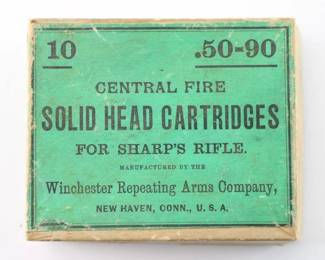 10 .50-90
CENTRAL FIRE
SOLID HEAD CARTRIDGES
FOR SHARP'S RIFLE.
MANUFACTURED BY THE
Winchester Repeating Arms Company,
NEW HAVEN, CONN., U. S. A.